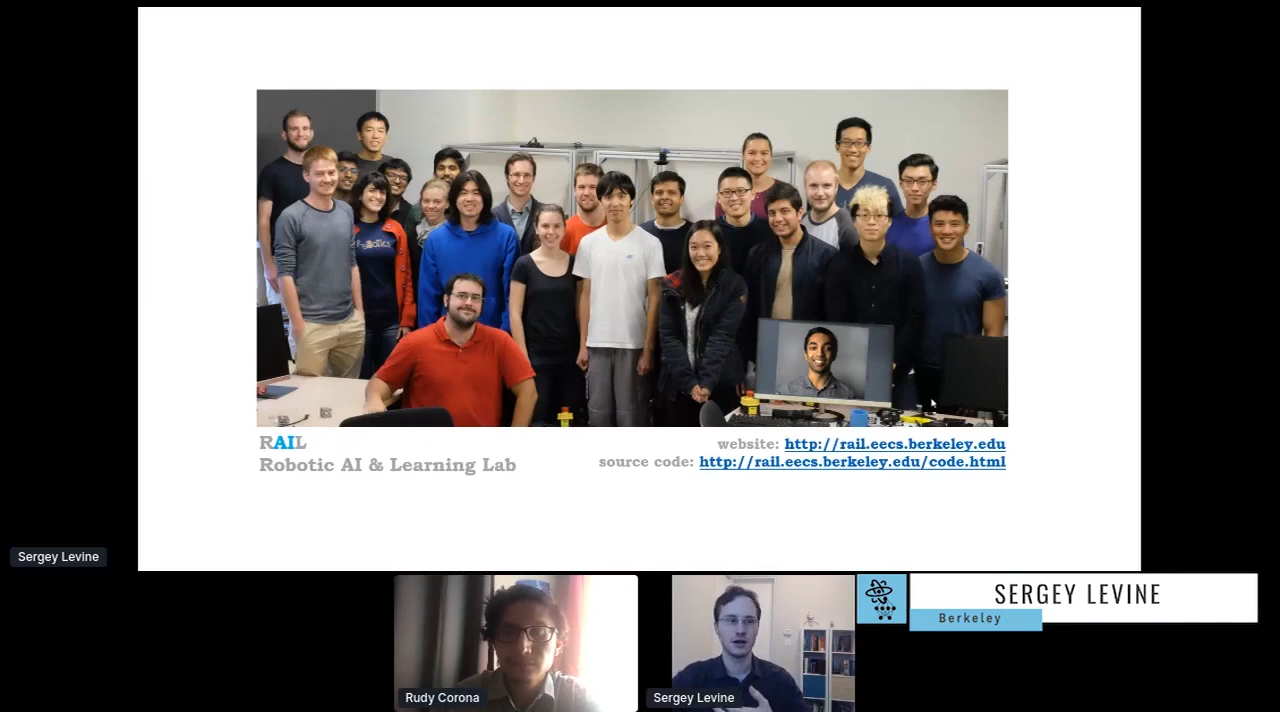 RAIL
Robotic AI & Learning Lab
website: http://rail.eecs.berkeley.edu
source code: http://rail.eecs.berkeley.edu/code.html
Sergey Levine
SERGEY LEVINE
Berkeley
Rudy Corona
Sergey Levine